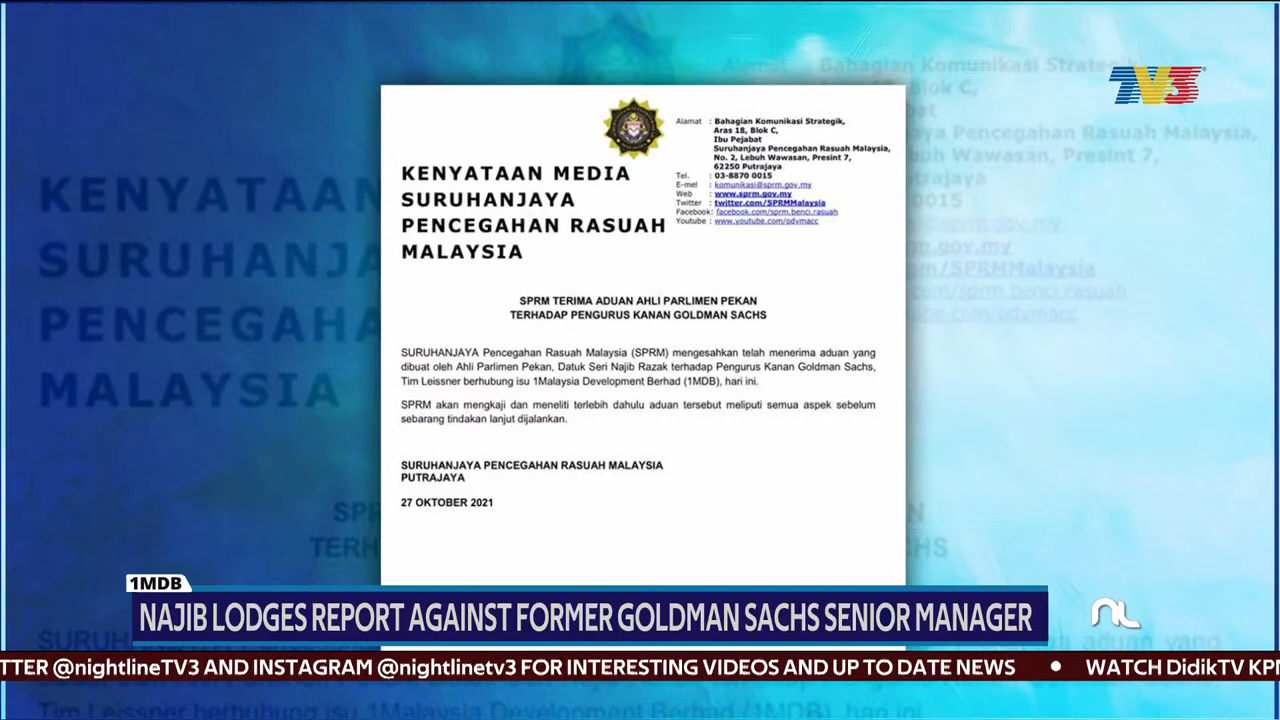 TV3
Alamat : Bahagian Komunikasi Strategik,
Aras 18, Blok C,
Ibu Pejabat
Suruhanjaya Pencegahan Rasuah Malaysia,
No. 2, Lebuh Wawasan, Presint 7,
62250 Putrajaya
Tel. : 03-8870 0015
E-mel : komunikasi@sprm.gov.my
Web : www.sprm.gov.my
Twitter : twitter.com/SPRMMalaysia
Facebook: facebook.com/sprm.benci.rasuah
Youtube : www.youtube.com/odvmacc
KENYATAAN MEDIA
SURUHANJAYA
PENCEGAHAN RASUAH
MALAYSIA
SPRM TERIMA ADUAN AHLI PARLIMEN PEKAN
TERHADAP PENGURUS KANAN GOLDMAN SACHS
SURUHANJAYA Pencegahan Rasuah Malaysia (SPRM) mengesahkan telah menerima aduan yang
dibuat oleh Ahli Parlimen Pekan, Datuk Seri Najib Razak terhadap Pengurus Kanan Goldman Sachs,
Tim Leissner berhubung isu 1Malaysia Development Berhad (1MDB), hari ini.
SPRM akan mengkaji dan meneliti terlebih dahulu aduan tersebut meliputi semua aspek sebelum
sebarang tindakan lanjut dijalankan.
SURUHANJAYA PENCEGAHAN RASUAH MALAYSIA
PUTRAJAYA
27 OKTOBER 2021
1MDB
NAJIB LODGES REPORT AGAINST FORMER GOLDMAN SACHS SENIOR MANAGER
NL
TTER @nightlineTV3 AND INSTAGRAM @nightlinetv3 FOR INTERESTING VIDEOS AND UP TO DATE NEWS • WATCH DidikTV KPM